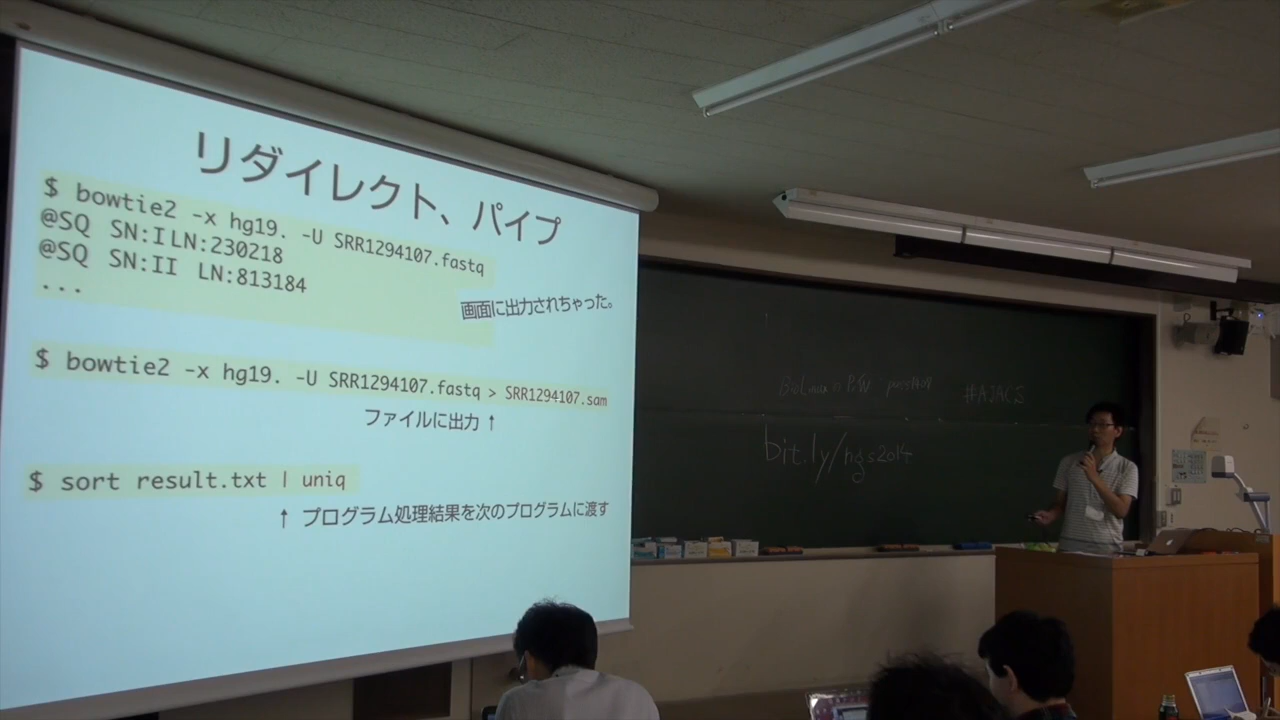 リダイレクト、パイプ
$ bowtie2 -x hg19. -U SRR1294107.fastq
@SQ SN:I LN:230218
@SQ SN:II LN:813184
...
画面に出力されちゃった。
$ bowtie2 -x hg19. -U SRR1294107.fastq > SRR1294107.sam
ファイルに出力 ↑
$ sort result.txt | uniq
↑ プログラム処理結果を次のプログラムに渡す
#AJACS
bit.ly/ngs2014